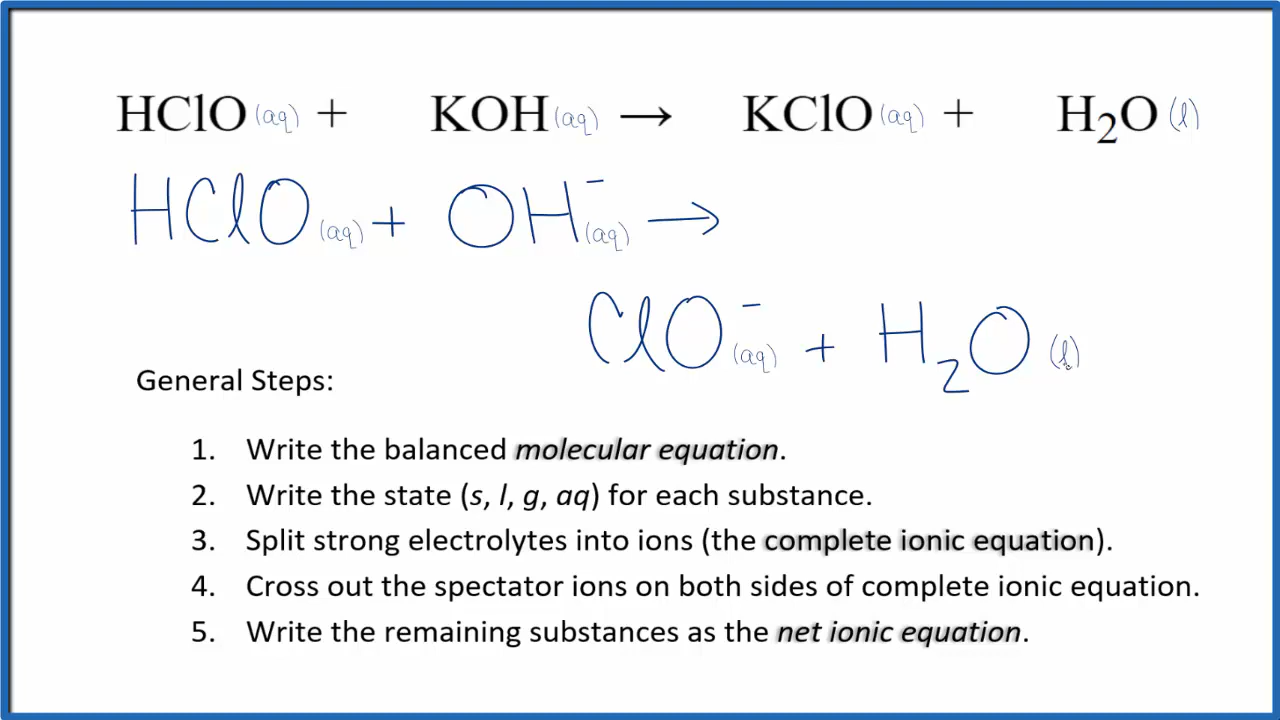 HClO (aq) + KOH (aq) → KClO (aq) + H₂O (l)
HClO (aq) + OH⁻ (aq) →
ClO⁻ (aq) + H₂O (l)
General Steps:
1. Write the balanced molecular equation.
2. Write the state (s, l, g, aq) for each substance.
3. Split strong electrolytes into ions (the complete ionic equation).
4. Cross out the spectator ions on both sides of complete ionic equation.
5. Write the remaining substances as the net ionic equation.